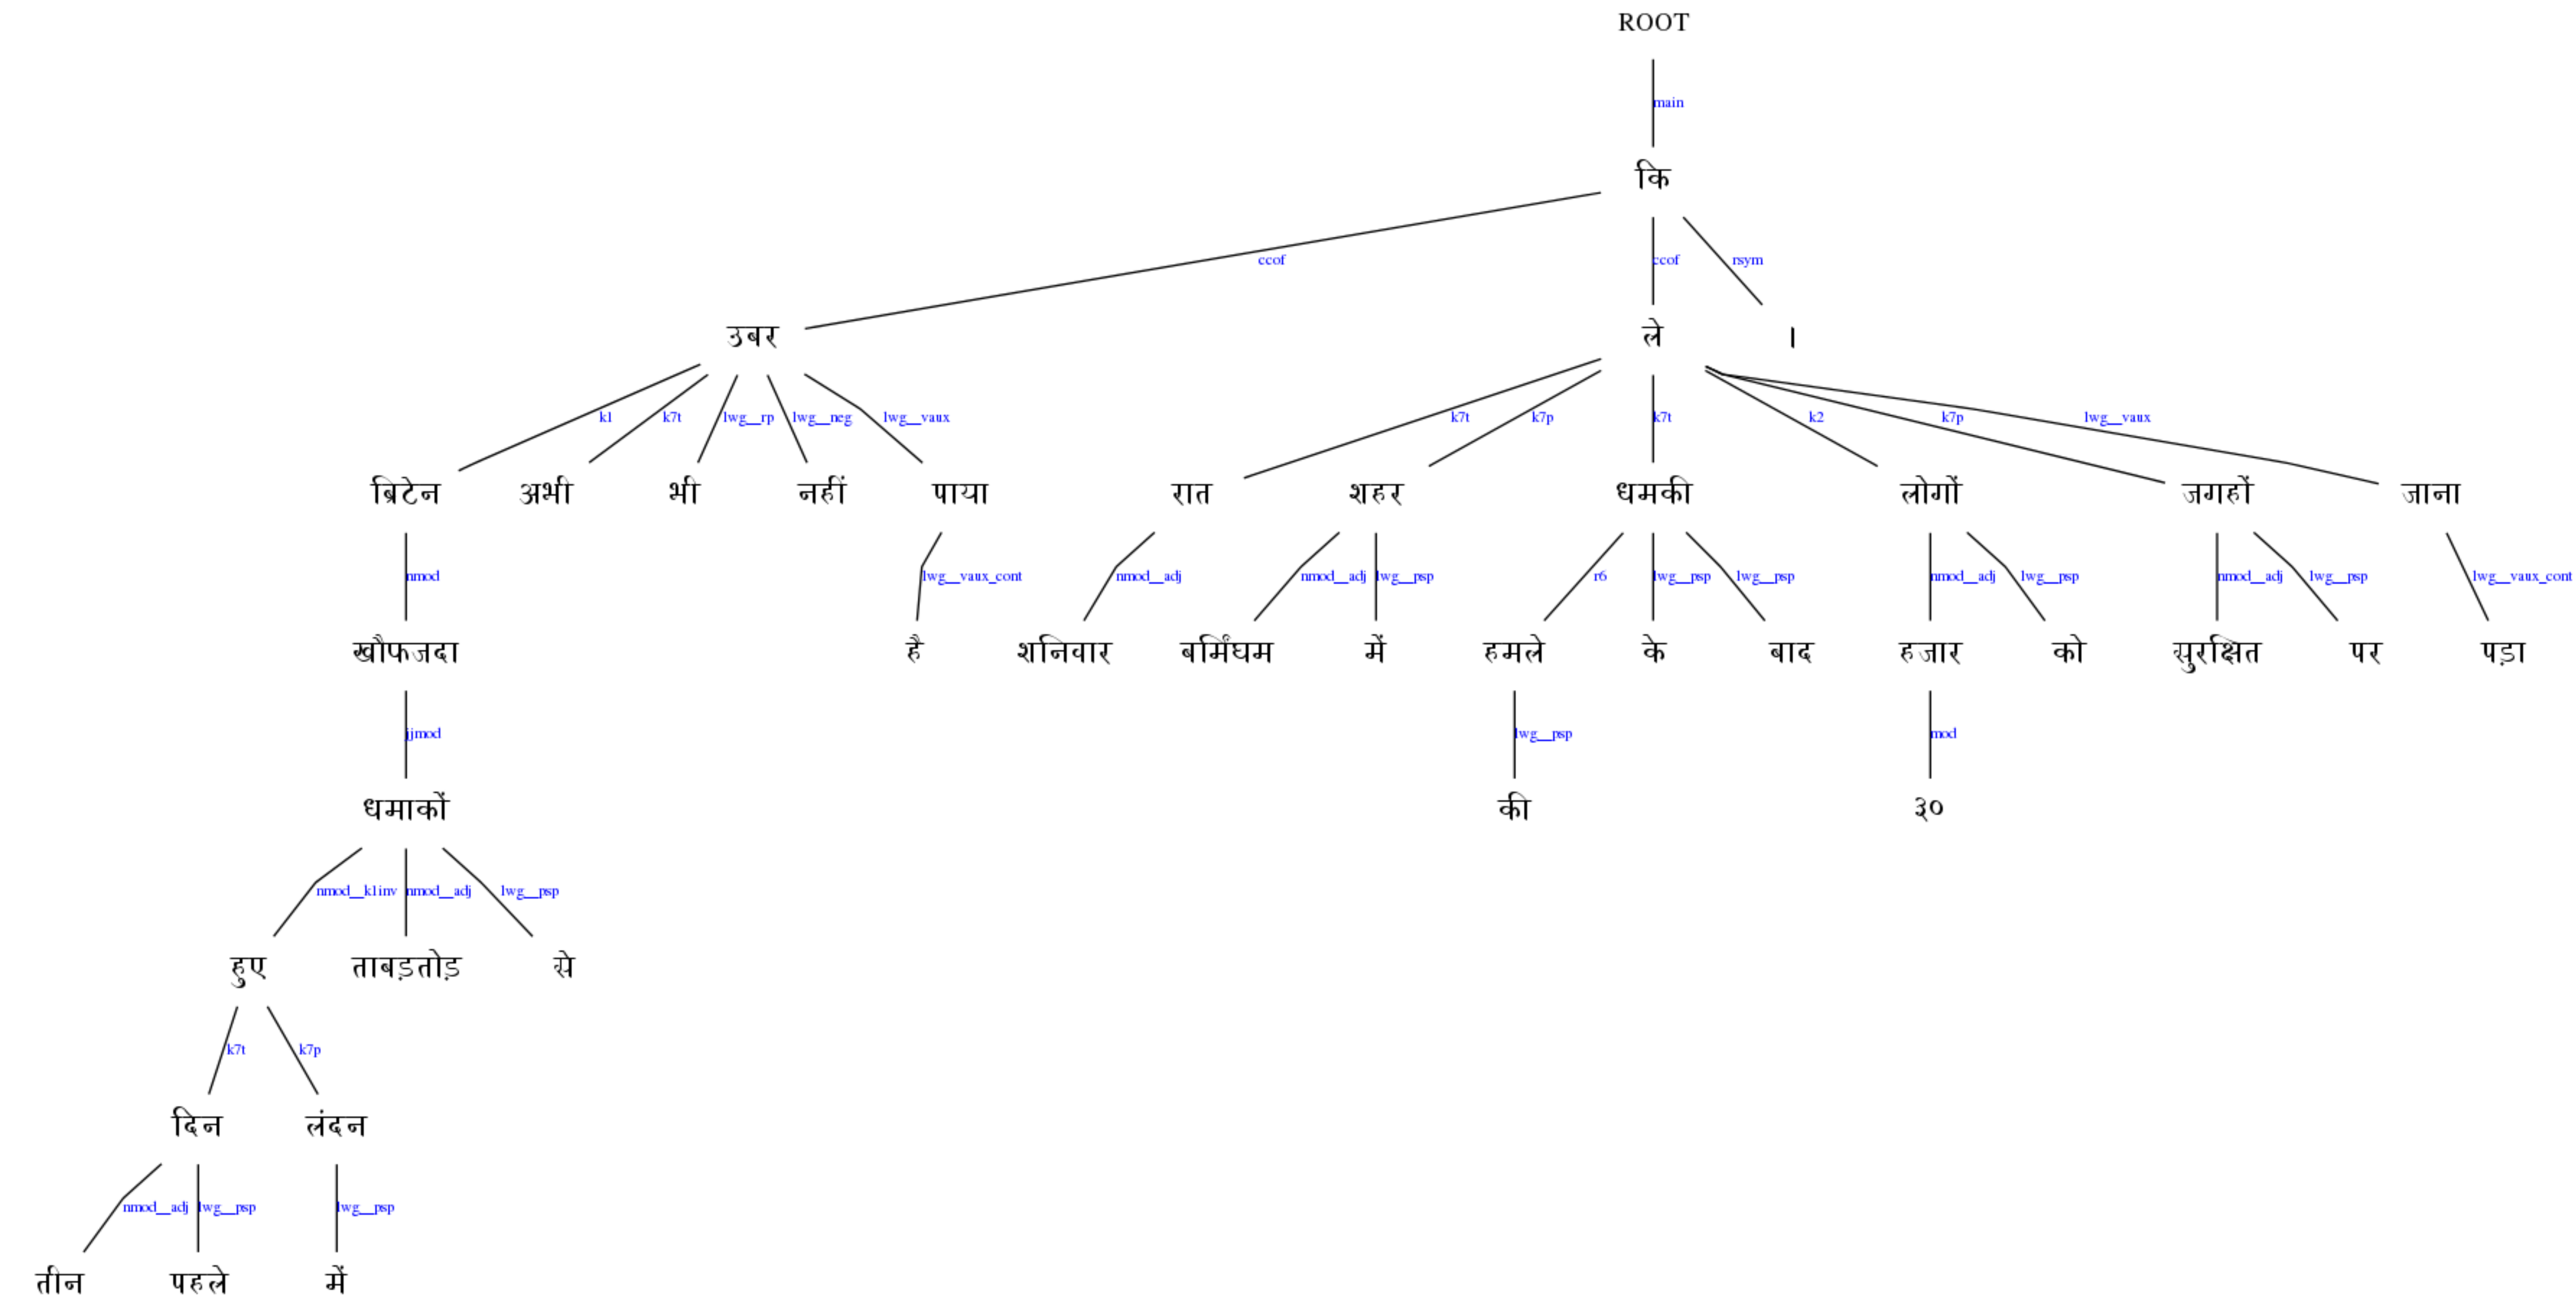 ROOT
main
कि
ccof ccof rsym
उबर ले ।
k1 k7t lwg__rp lwg__neg lwg__vaux k7t k7p k7t k2 k7p lwg__vaux
ब्रिटेन अभी भी नहीं पाया रात शहर धमकी लोगों जगहों जाना
nmod lwg__vaux_cont nmod__adj nmod__adj lwg__psp r6 lwg__psp lwg__psp nmod__adj lwg__psp nmod__adj lwg__psp lwg__vaux_cont
खौफजदा है शनिवार बर्मिंघम में हमले के बाद हजार को सुरक्षित पर पड़ा
jjmod lwg__psp mod
धमाकों की ३०
nmod__k1inv nmod__adj lwg__psp
हुए ताबड़तोड़ से
k7t k7p
दिन लंदन
nmod__adj lwg__psp lwg__psp
तीन पहले में